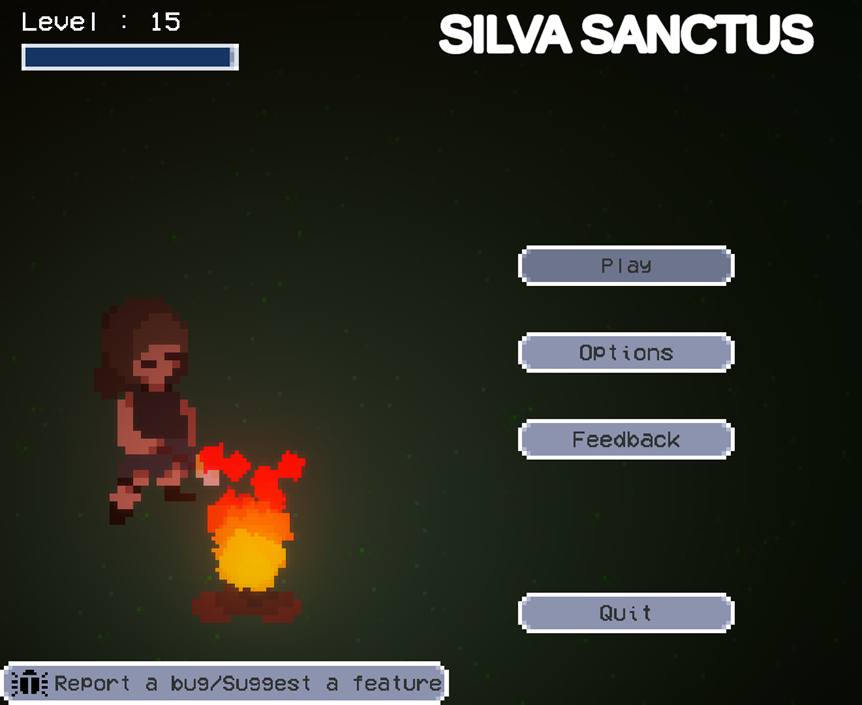 Level : 15
SILVA SANCTUS
Play
Options
Feedback
Quit
Report a bug/Suggest a feature